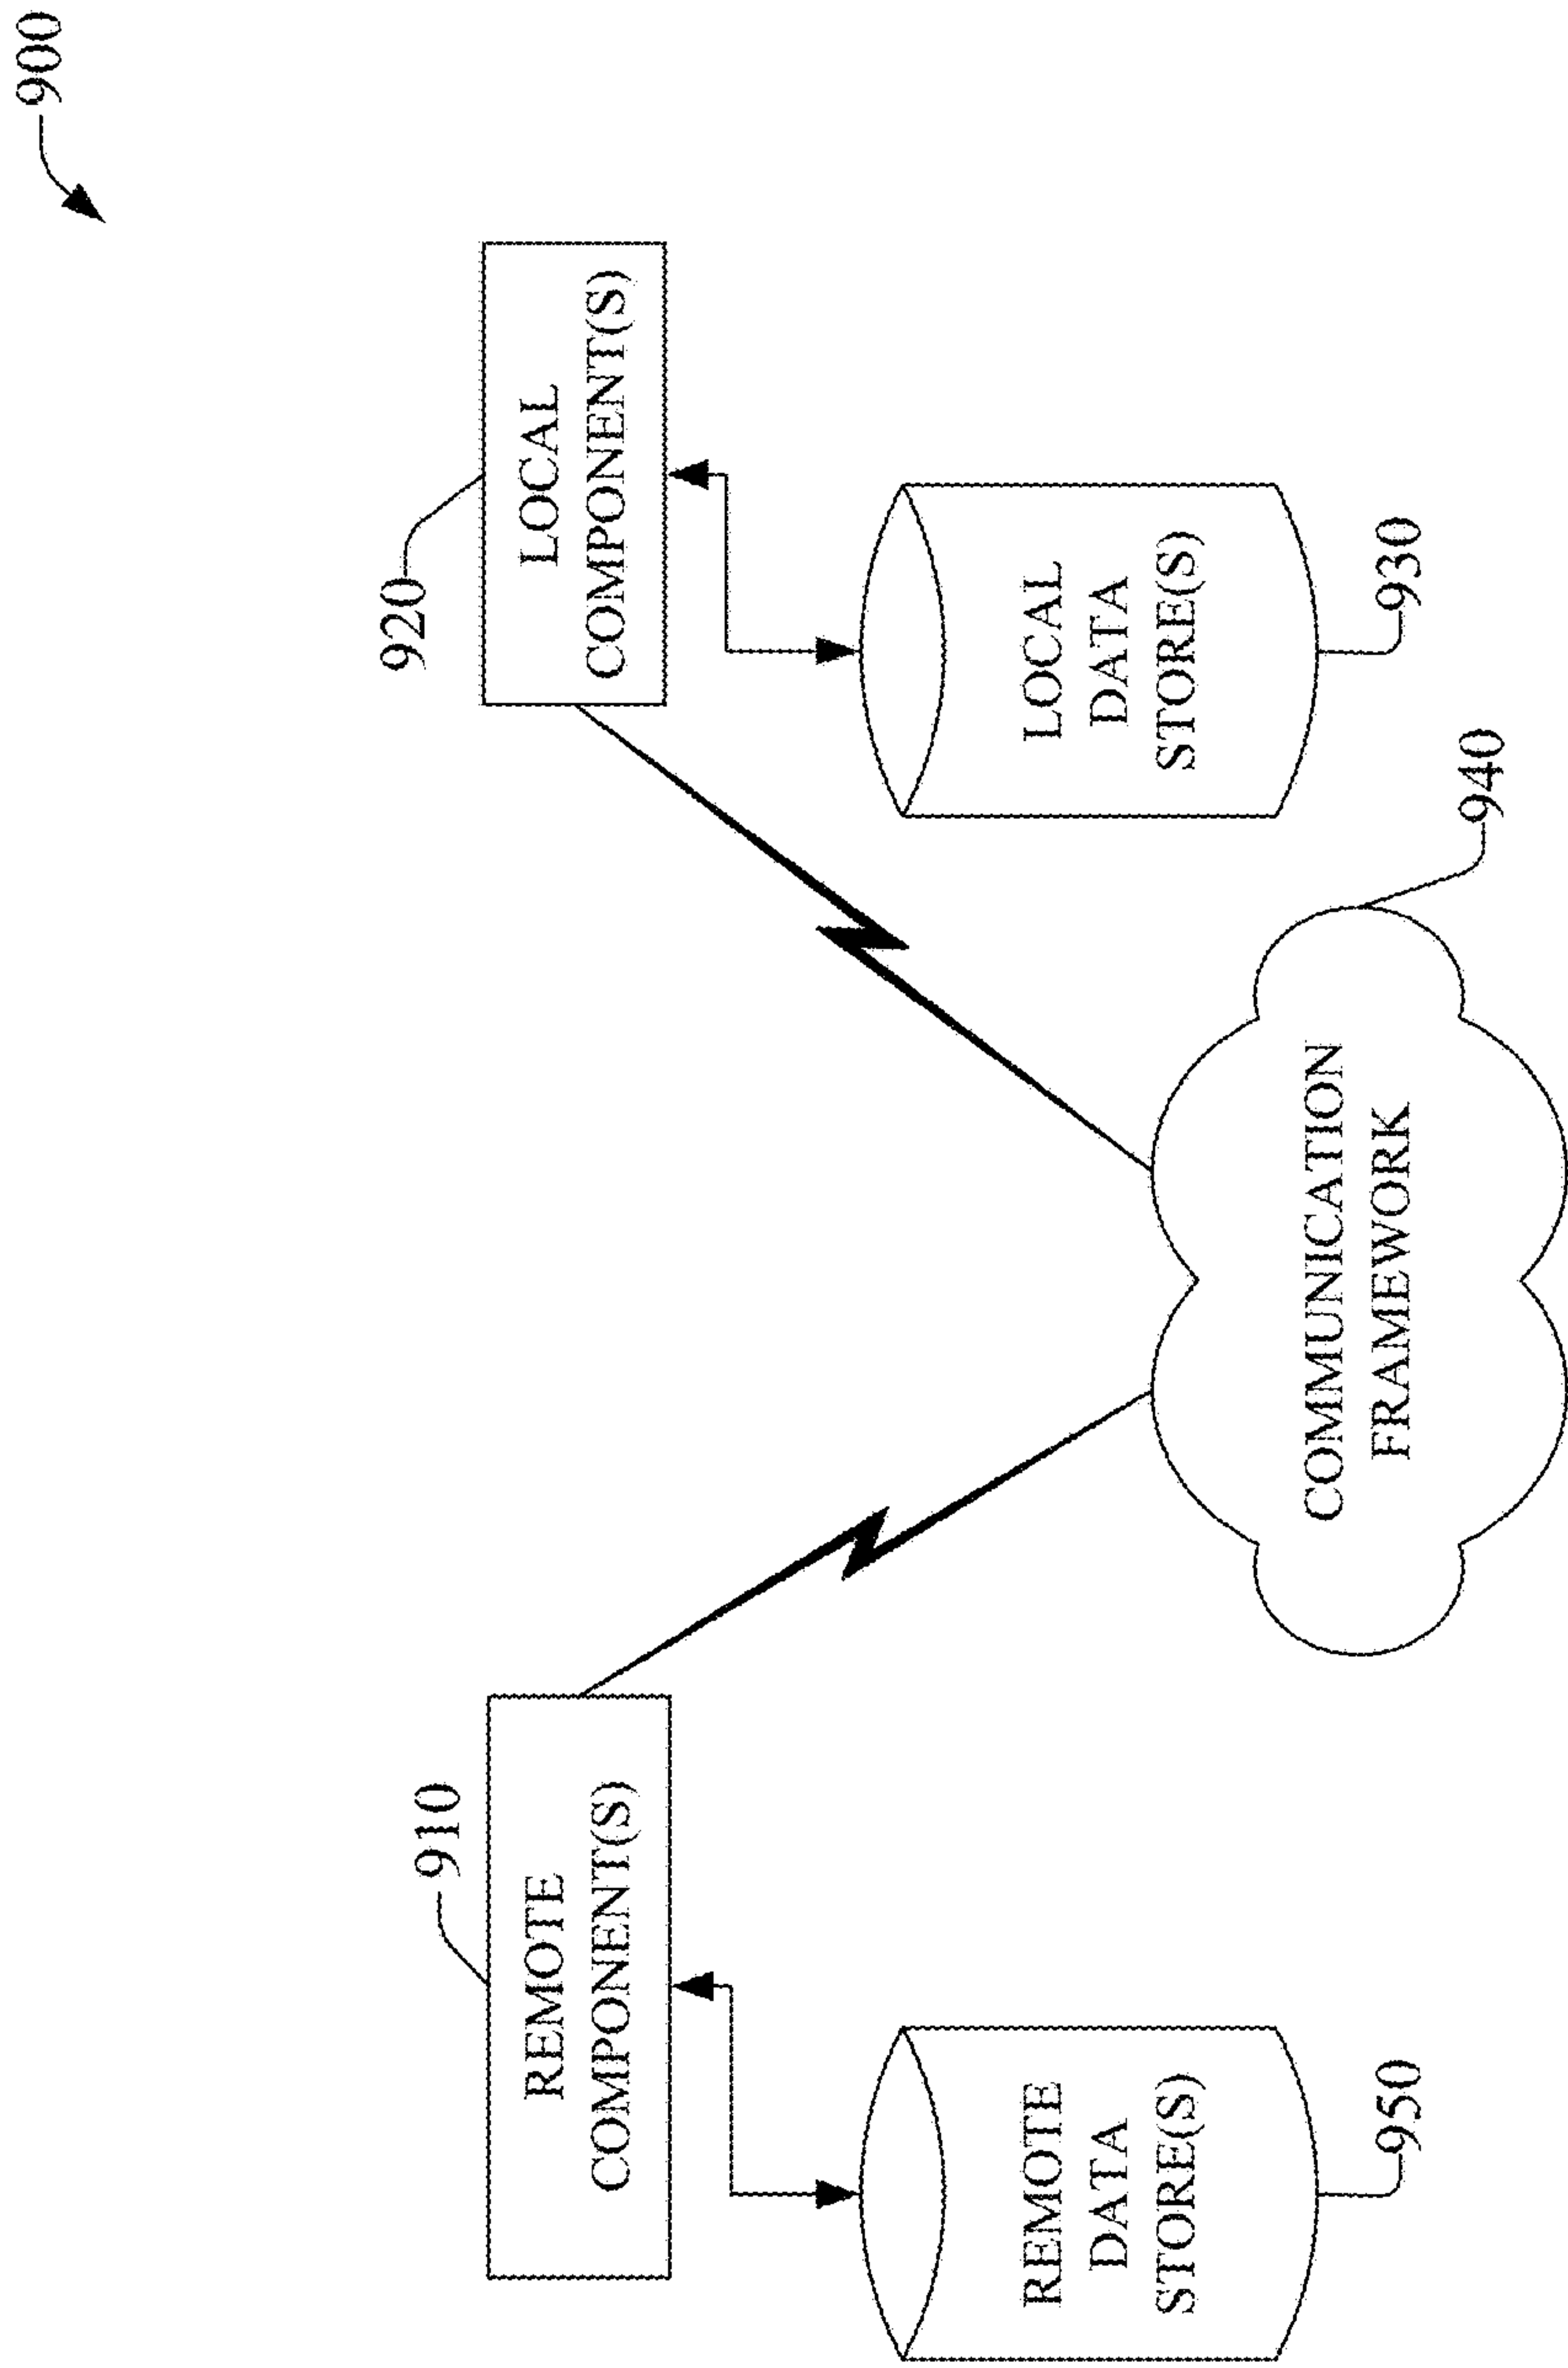 900
910
REMOTE
COMPONENT(S)
920
LOCAL
COMPONENT(S)
REMOTE
DATA
STORE(S)
950
LOCAL
DATA
STORE(S)
930
COMMUNICATION
FRAMEWORK
940